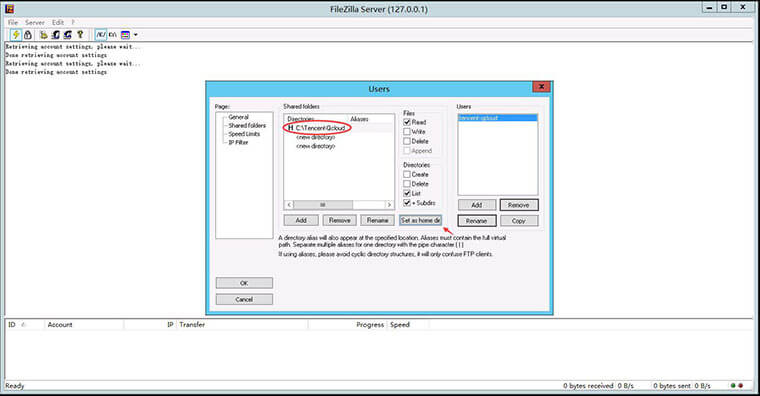 FileZilla Server (127.0.0.1)
File Server Edit ?
/C/ C:\
Retrieving account settings, please wait...
Done retrieving account settings
Retrieving account settings, please wait...
Done retrieving account settings
Users
Page:
General
Shared folders
Speed Limits
IP Filter
Shared folders
Directories Aliases
H C:\Tencent\Qcloud
<new directory>
<new directory>
Files
Read
Write
Delete
Append
Directories
Create
Delete
List
+ Subdirs
Add Remove Rename Set as home dir
Users
tencent-qcloud
Add Remove
Rename Copy
A directory alias will also appear at the specified location. Aliases must contain the full virtual
path. Separate multiple aliases for one directory with the pipe character (|)
If using aliases, please avoid cyclic directory structures, it will only confuse FTP clients.
OK
Cancel
ID Account IP Transfer Progress Speed
Ready 0 bytes received 0 B/s 0 bytes sent 0 B/s